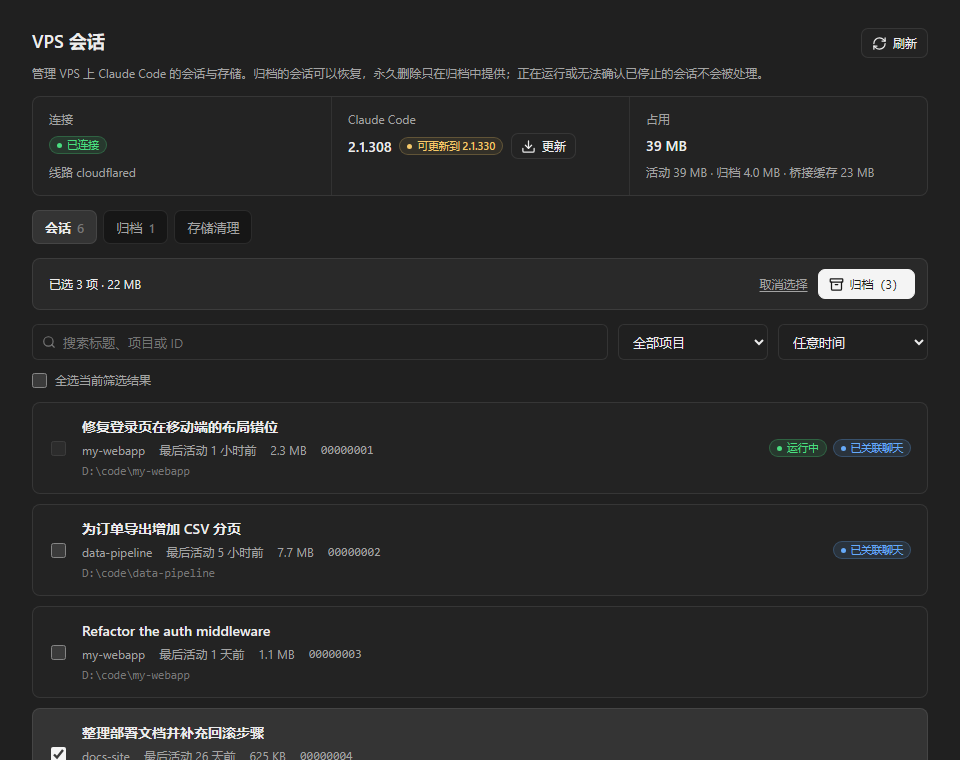 VPS 会话
刷新
管理 VPS 上 Claude Code 的会话与存储。归档的会话可以恢复，永久删除只在归档中提供；正在运行或无法确认已停止的会话不会被处理。
连接
已连接
线路 cloudflared
Claude Code
2.1.308
可更新到 2.1.330
更新
占用
39 MB
活动 39 MB · 归档 4.0 MB · 桥接缓存 23 MB
会话 6
归档 1
存储清理
已选 3 项 · 22 MB
取消选择
归档（3）
搜索标题、项目或 ID
全部项目
任意时间
全选当前筛选结果
修复登录页在移动端的布局错位
my-webapp 最后活动 1 小时前 2.3 MB 00000001
D:\code\my-webapp
运行中
已关联聊天
为订单导出增加 CSV 分页
data-pipeline 最后活动 5 小时前 7.7 MB 00000002
D:\code\data-pipeline
已关联聊天
Refactor the auth middleware
my-webapp 最后活动 1 天前 1.1 MB 00000003
D:\code\my-webapp
整理部署文档并补充回滚步骤
docs-site 最后活动 26 天前 625 KB 00000004